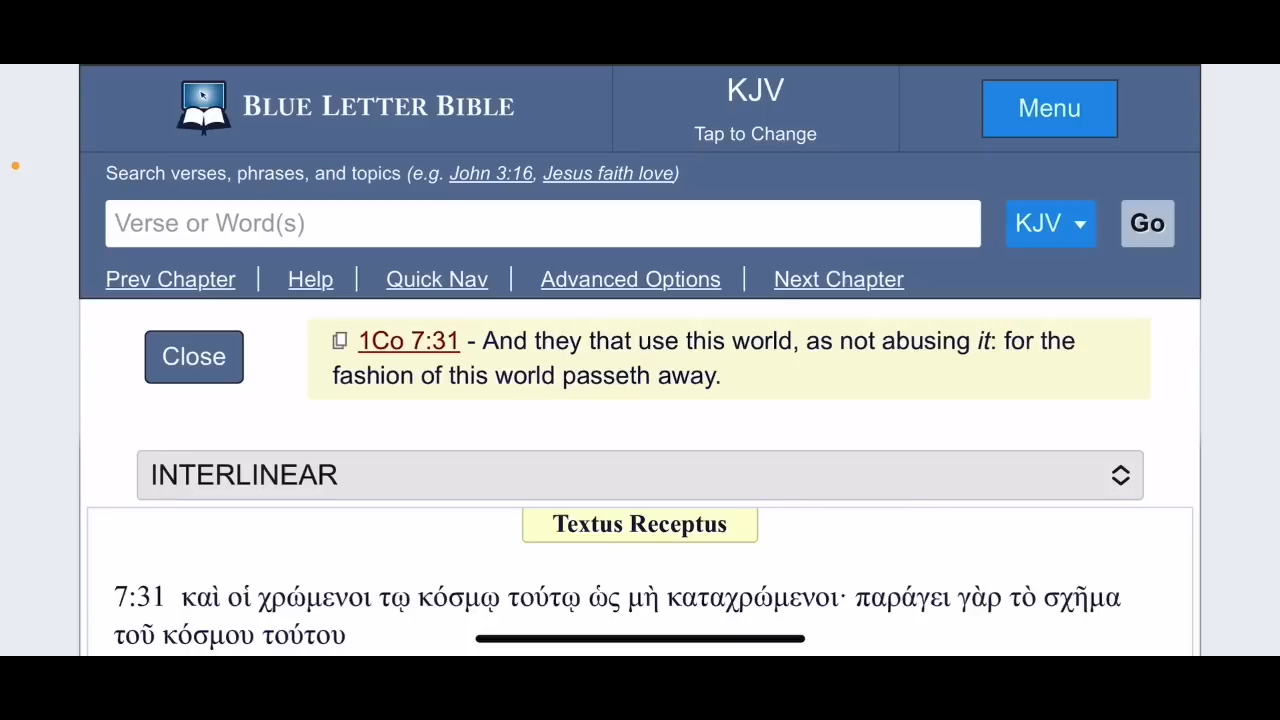 BLUE LETTER BIBLE
KJV
Tap to Change
Menu
Search verses, phrases, and topics (e.g. John 3:16, Jesus faith love)
Verse or Word(s)
KJV
Go
Prev Chapter | Help | Quick Nav | Advanced Options | Next Chapter
Close
1Co 7:31 - And they that use this world, as not abusing it: for the
fashion of this world passeth away.
INTERLINEAR
Textus Receptus
7:31 καὶ οἱ χρώμενοι τῳ κόσμῳ τούτῳ ὡς μὴ καταχρώμενοι· παράγει γὰρ τὸ σχῆμα
τοῦ κόσμου τούτου